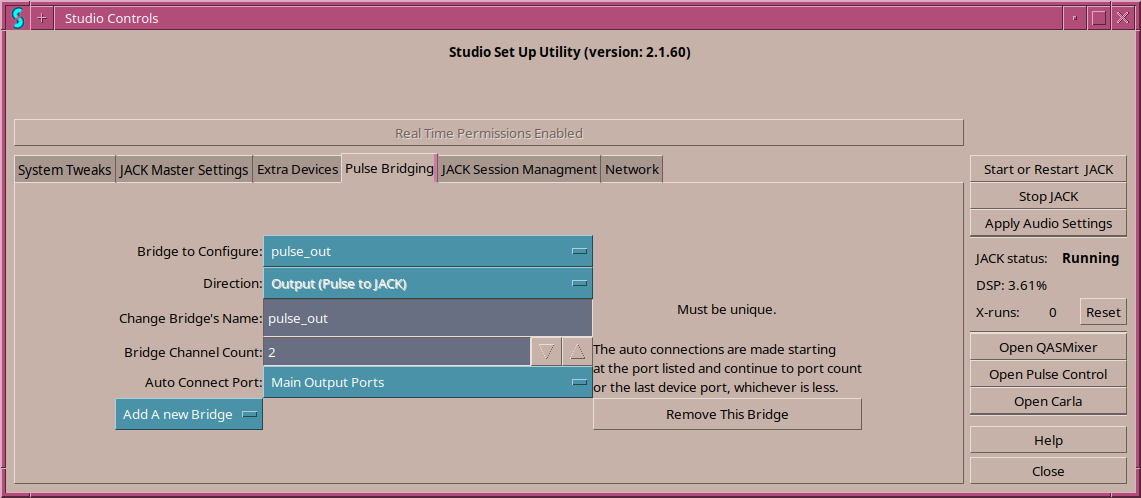 Studio Controls
Studio Set Up Utility (version: 2.1.60)
Real Time Permissions Enabled
System Tweaks JACK Master Settings Extra Devices Pulse Bridging JACK Session Managment Network
Bridge to Configure: pulse_out
Direction: Output (Pulse to JACK)
Change Bridge's Name: pulse_out Must be unique.
Bridge Channel Count: 2
The auto connections are made starting
at the port listed and continue to port count
or the last device port, whichever is less.
Auto Connect Port: Main Output Ports
Add A new Bridge Remove This Bridge
Start or Restart JACK
Stop JACK
Apply Audio Settings
JACK status: Running
DSP: 3.61%
X-runs: 0 Reset
Open QASMixer
Open Pulse Control
Open Carla
Help
Close